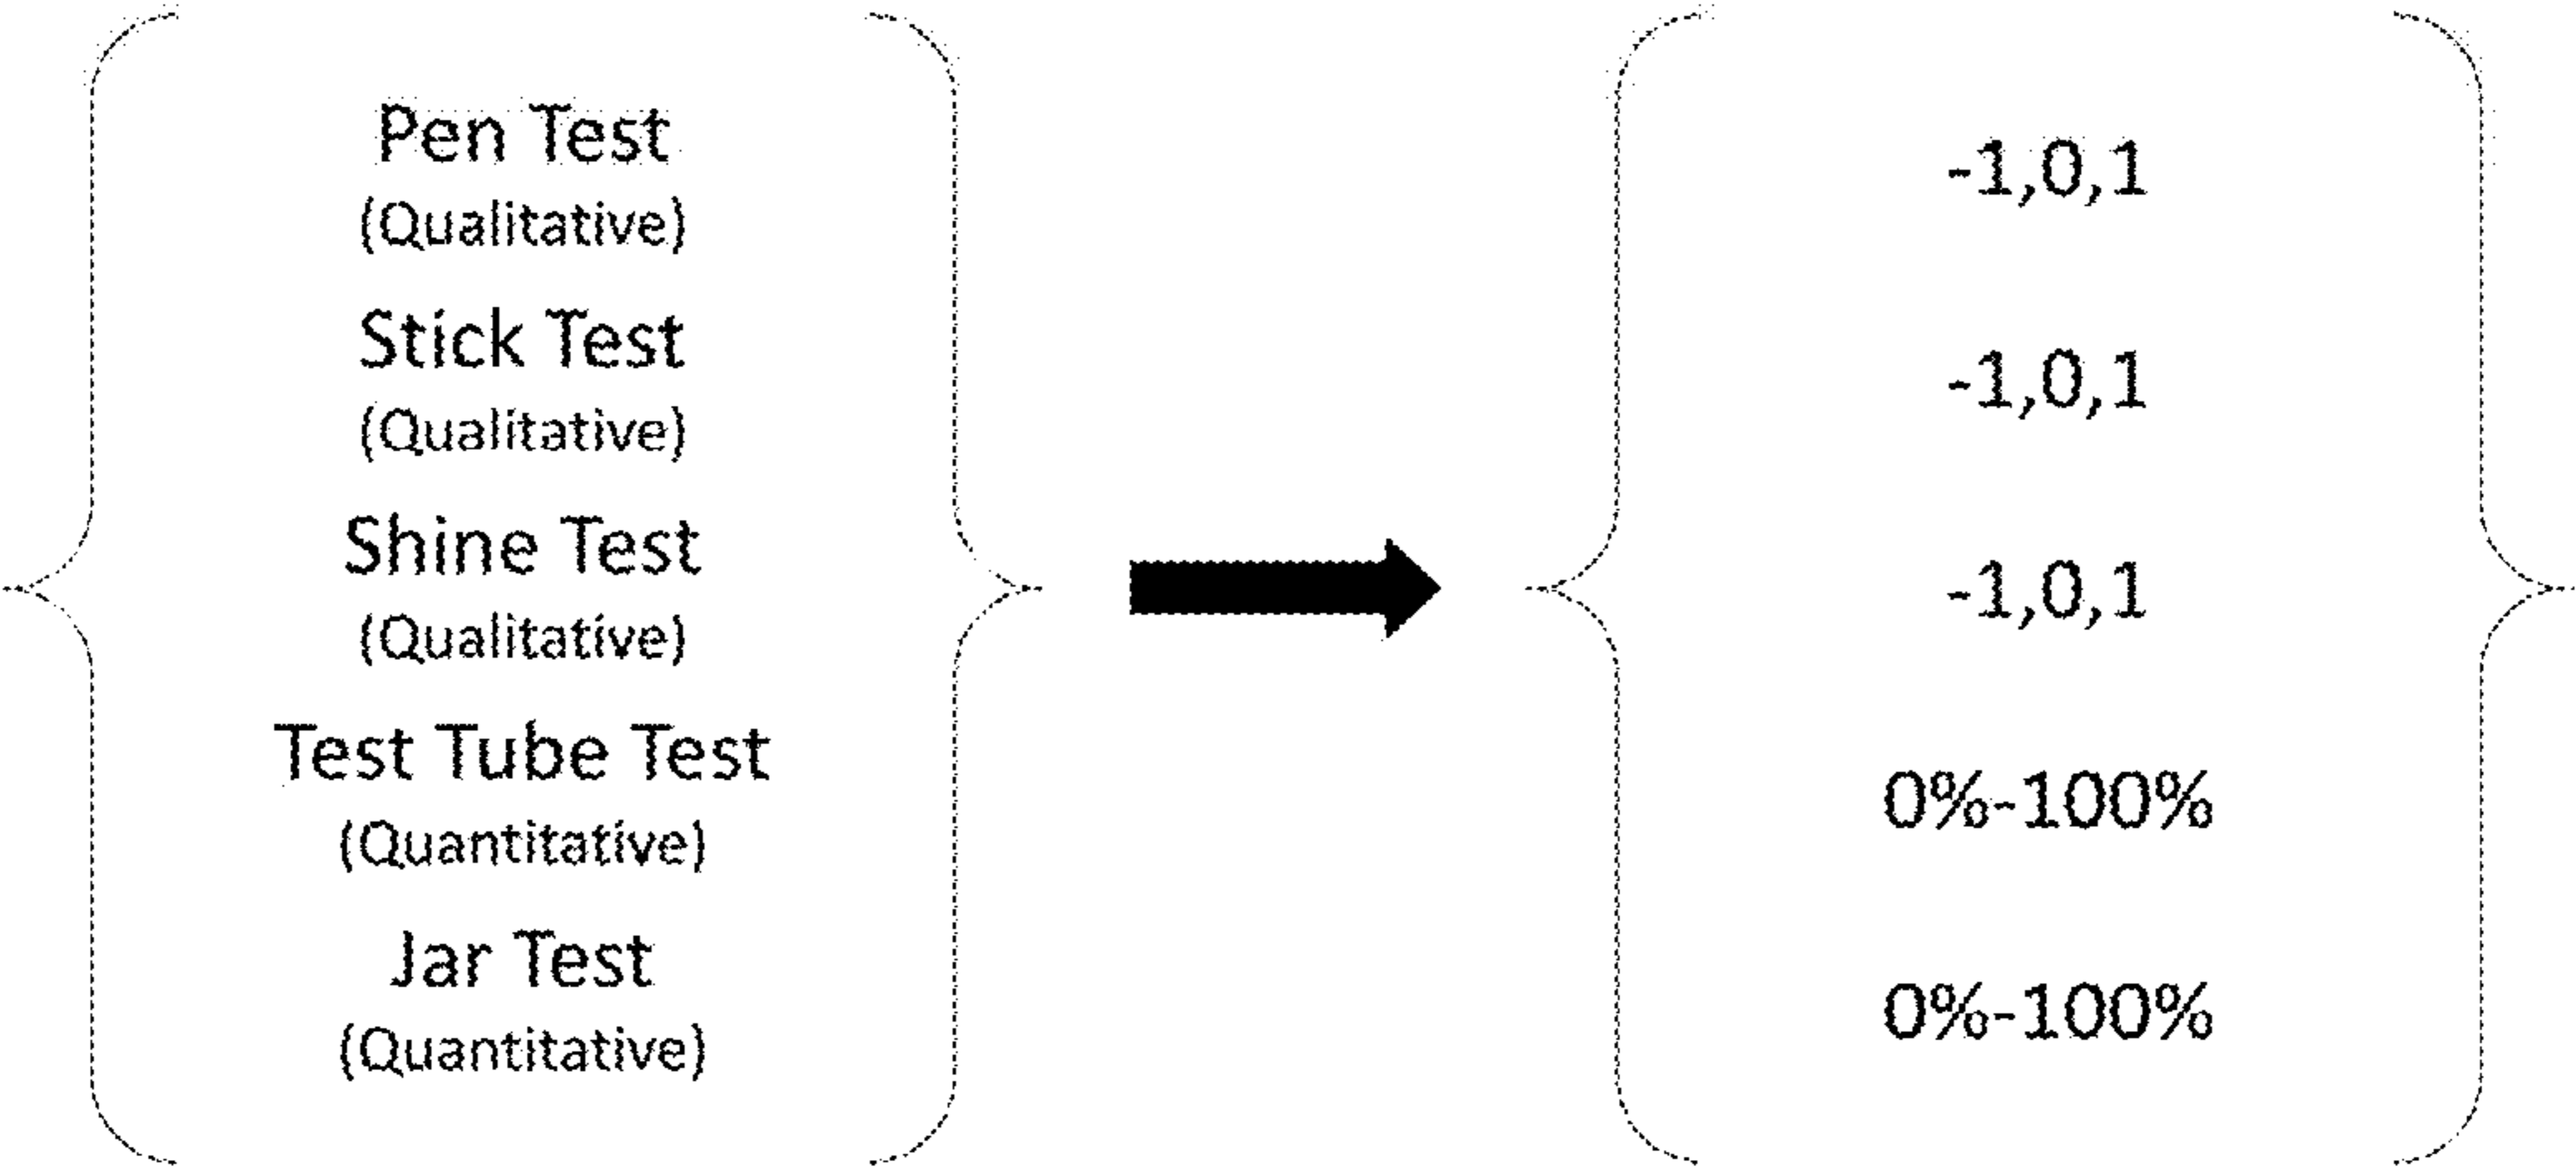 Pen Test
(Qualitative)
Stick Test
(Qualitative)
Shine Test
(Qualitative)
Test Tube Test
(Quantitative)
Jar Test
(Quantitative)
-1,0,1
-1,0,1
-1,0,1
0%-100%
0%-100%